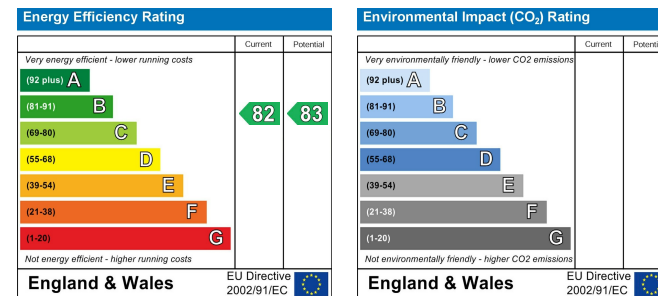 Energy Efficiency Rating
Current Potential
Very energy efficient - lower running costs
(92 plus) A
(81-91) B
82 83
(69-80) C
(55-68) D
(39-54) E
(21-38) F
(1-20) G
Not energy efficient - higher running costs
England & Wales
EU Directive
2002/91/EC
Environmental Impact (CO₂) Rating
Current Potential
Very environmentally friendly - lower CO2 emissions
(92 plus) A
(81-91) B
(69-80) C
(55-68) D
(39-54) E
(21-38) F
(1-20) G
Not environmentally friendly - higher CO2 emissions
England & Wales
EU Directive
2002/91/EC